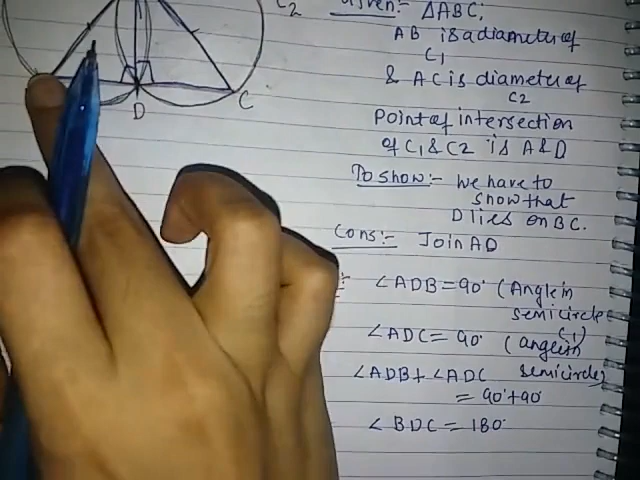 C2
Given:- △ABC,
AB is a diameter of
C1
& AC is diameter of
C2
Point of intersection
of C1 & C2 is A & D
To show:- We have to
show that
D lies on BC.
Cons:- Join AD
∠ADB = 90° (Angle in
semicircle
(1)
∠ADC = 90° (angle in
semicircle)
∠ADB + ∠ADC
= 90° + 90
∠BDC = 180°
D
C